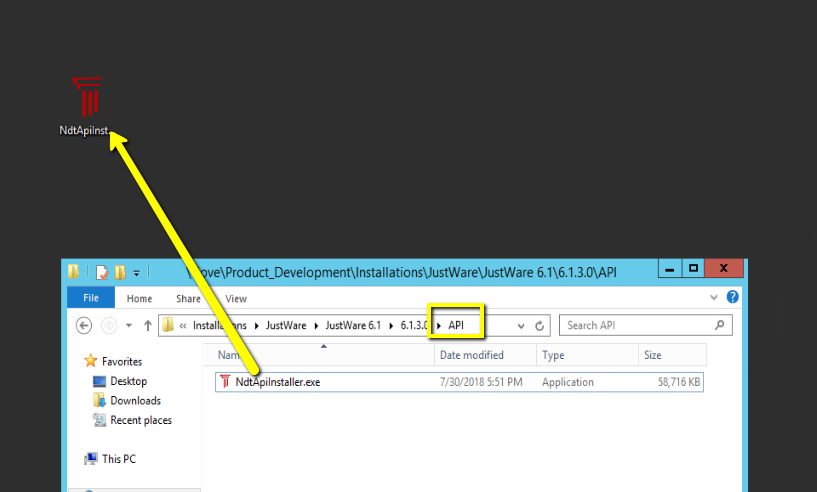 NdtApiInst...
\ove\Product_Development\Installations\JustWare\JustWare 6.1\6.1.3.0\API
File Home Share View
« Installations JustWare JustWare 6.1 6.1.3.0 API Search API
Name Date modified Type Size
NdtApiInstaller.exe 7/30/2018 5:51 PM Application 58,716 KB
Favorites
Desktop
Downloads
Recent places
This PC